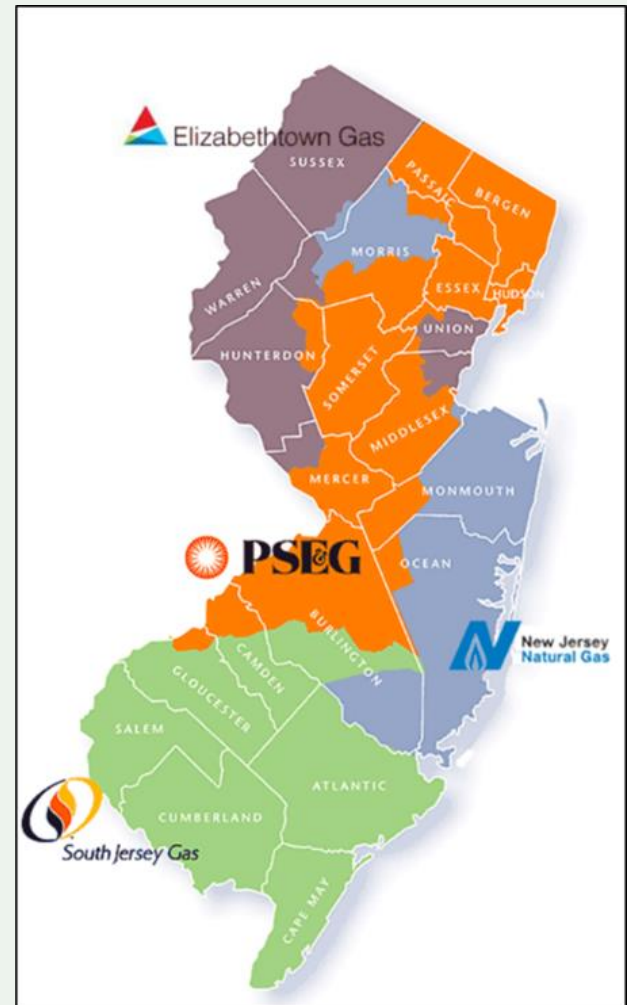 Elizabethtown Gas
SUSSEX
PASSAIC
BERGEN
MORRIS
WARREN
ESSEX
HUDSON
UNION
HUNTERDON
SOMERSET
MIDDLESEX
MERCER
MONMOUTH
PSE&G
OCEAN
BURLINGTON
New Jersey
Natural Gas
CAMDEN
GLOUCESTER
SALEM
ATLANTIC
CUMBERLAND
South Jersey Gas
CAPE MAY